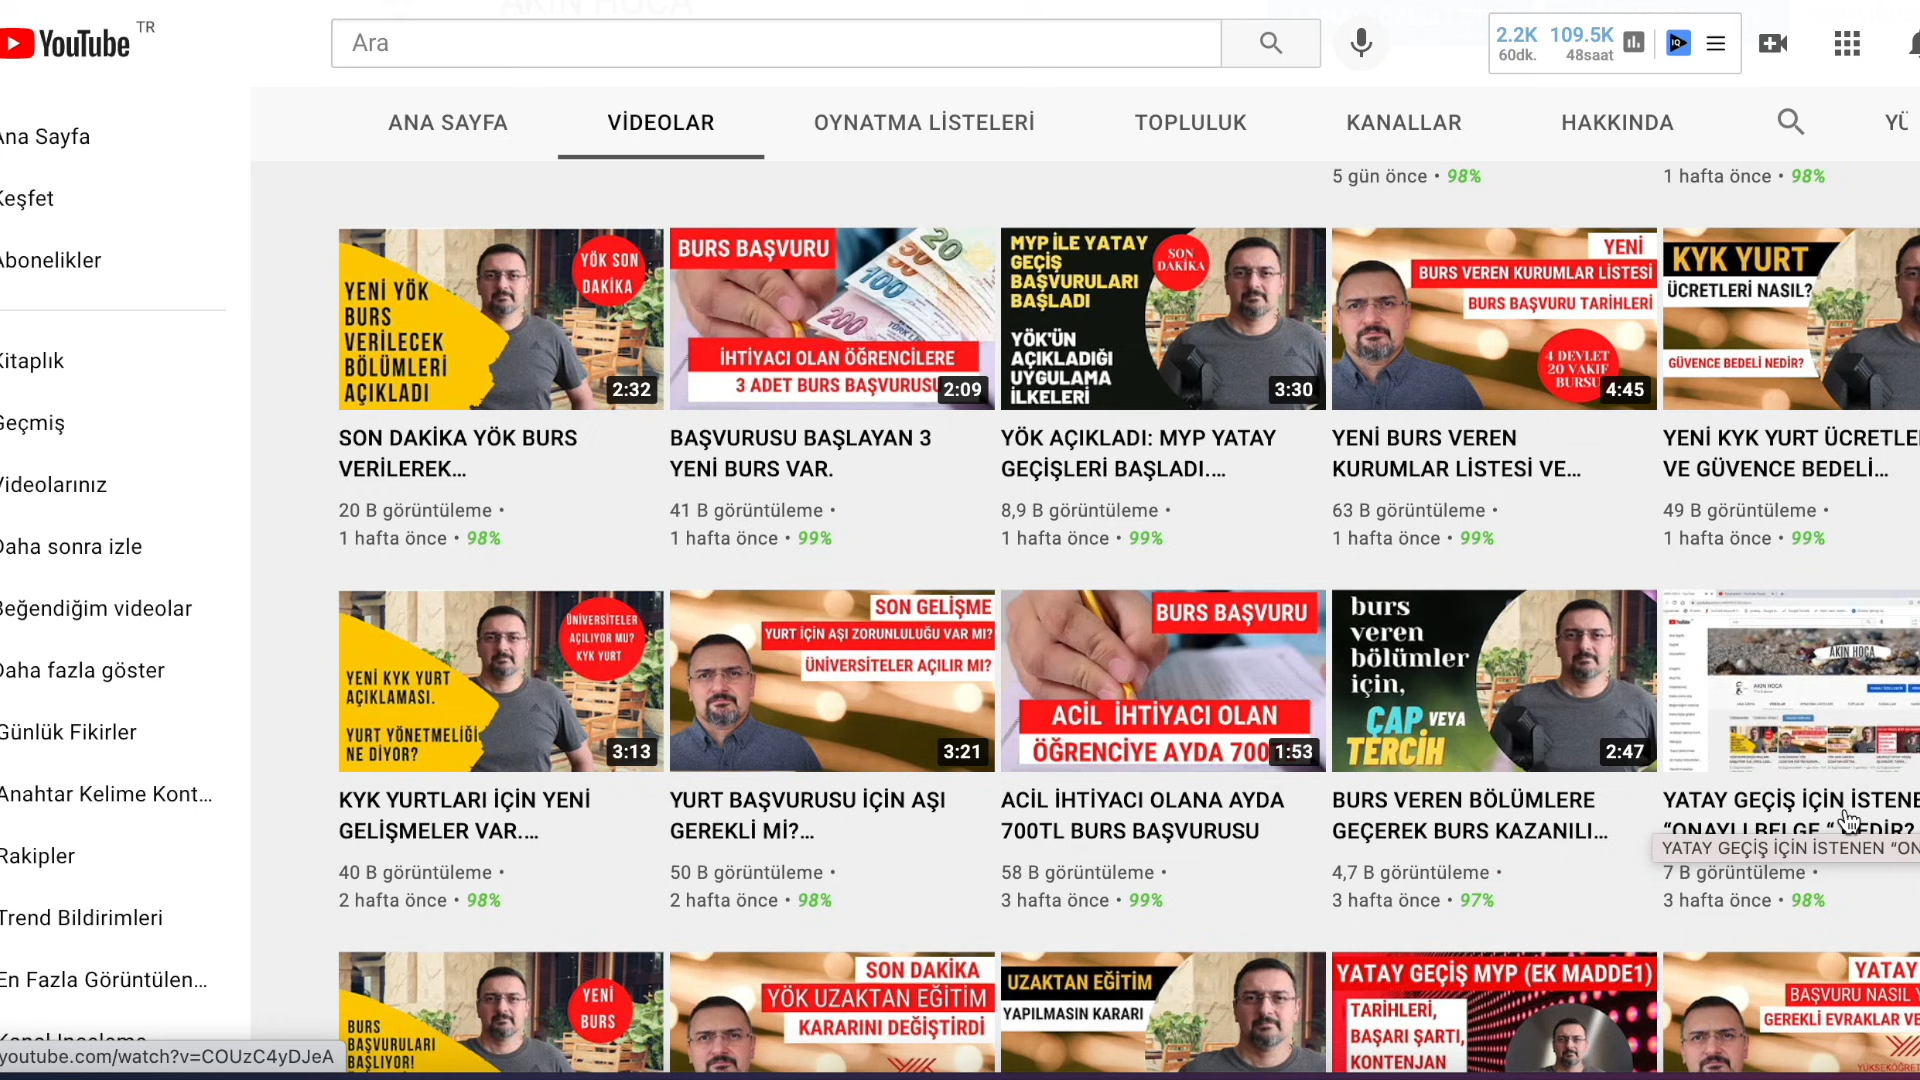 AKIN HOCA
YouTube TR
Ara
2.2K 109.5K
60dk. 48saat
IQ
Ana Sayfa
Keşfet
Abonelikler
Kitaplık
Geçmiş
Videolarınız
Daha sonra izle
Beğendiğim videolar
Daha fazla göster
Günlük Fikirler
Anahtar Kelime Kont...
Rakipler
Trend Bildirimleri
En Fazla Görüntülen...
youtube.com/watch?v=COUzC4yDJeA
ANA SAYFA VİDEOLAR OYNATMA LİSTELERİ TOPLULUK KANALLAR HAKKINDA
5 gün önce • 98%
1 hafta önce • 98%
YENİ YÖK
BURS
VERİLECEK
BÖLÜMLERİ
AÇIKLADI
YÖK SON
DAKİKA
2:32
SON DAKİKA YÖK BURS
VERİLEREK...
20 B görüntüleme •
1 hafta önce • 98%
BURS BAŞVURU
İHTİYACI OLAN ÖĞRENCİLERE
3 ADET BURS BAŞVURUSU
2:09
BAŞVURUSU BAŞLAYAN 3
YENİ BURS VAR.
41 B görüntüleme •
1 hafta önce • 99%
MYP İLE YATAY
GEÇİŞ
BAŞVURULARI
BAŞLADI
SON
DAKİKA
YÖK'ÜN
AÇIKLADIĞI
UYGULAMA
İLKELERİ
3:30
YÖK AÇIKLADI: MYP YATAY
GEÇİŞLERİ BAŞLADI....
8,9 B görüntüleme •
1 hafta önce • 99%
YENİ
BURS VEREN KURUMLAR LİSTESİ
BURS BAŞVURU TARİHLERİ
4 DEVLET
20 VAKIF
BURSU
4:45
YENİ BURS VEREN
KURUMLAR LİSTESİ VE...
63 B görüntüleme •
1 hafta önce • 99%
KYK YURT
ÜCRETLERİ NASIL?
GÜVENCE BEDELİ NEDİR?
YENİ KYK YURT ÜCRETLE
VE GÜVENCE BEDELİ...
49 B görüntüleme •
1 hafta önce • 99%
ÜNİVERSİTELER
AÇILIYOR MU?
KYK YURT
YENİ KYK YURT
AÇIKLAMASI.
YURT YÖNETMELİĞİ
NE DİYOR?
3:13
KYK YURTLARI İÇİN YENİ
GELİŞMELER VAR....
40 B görüntüleme •
2 hafta önce • 98%
SON GELİŞME
YURT İÇİN AŞI ZORUNLULUĞU VAR MI?
ÜNİVERSİTELER AÇILIR MI?
3:21
YURT BAŞVURUSU İÇİN AŞI
GEREKLİ Mİ?...
50 B görüntüleme •
2 hafta önce • 98%
BURS BAŞVURU
ACİL İHTİYACI OLAN
ÖĞRENCİYE AYDA 700
1:53
ACİL İHTİYACI OLANA AYDA
700TL BURS BAŞVURUSU
58 B görüntüleme •
3 hafta önce • 99%
burs
veren
bölümler
için,
ÇAP VEYA
TERCİH
2:47
BURS VEREN BÖLÜMLERE
GEÇEREK BURS KAZANILI...
4,7 B görüntüleme •
3 hafta önce • 97%
AKIN HOCA
AKIN HOCA
YATAY GEÇİŞ İÇİN İSTENE
“ONAYLI BELGE “ NEDİR?
YATAY GEÇİŞ İÇİN İSTENEN “ON
7 B görüntüleme •
3 hafta önce • 98%
BURS
BAŞVURULARI
BAŞLIYOR!
YENİ
BURS
SON DAKİKA
YÖK UZAKTAN EĞİTİM
KARARINI DEĞİŞTİRDİ
UZAKTAN EĞİTİM
YAPILMASIN KARARI
YATAY GEÇİŞ MYP (EK MADDE1)
TARİHLERİ,
BAŞARI ŞARTI,
KONTENJAN
YATAY
BAŞVURU NASIL Y
GEREKLİ EVRAKLAR VE
YÜKSEKÖĞRET